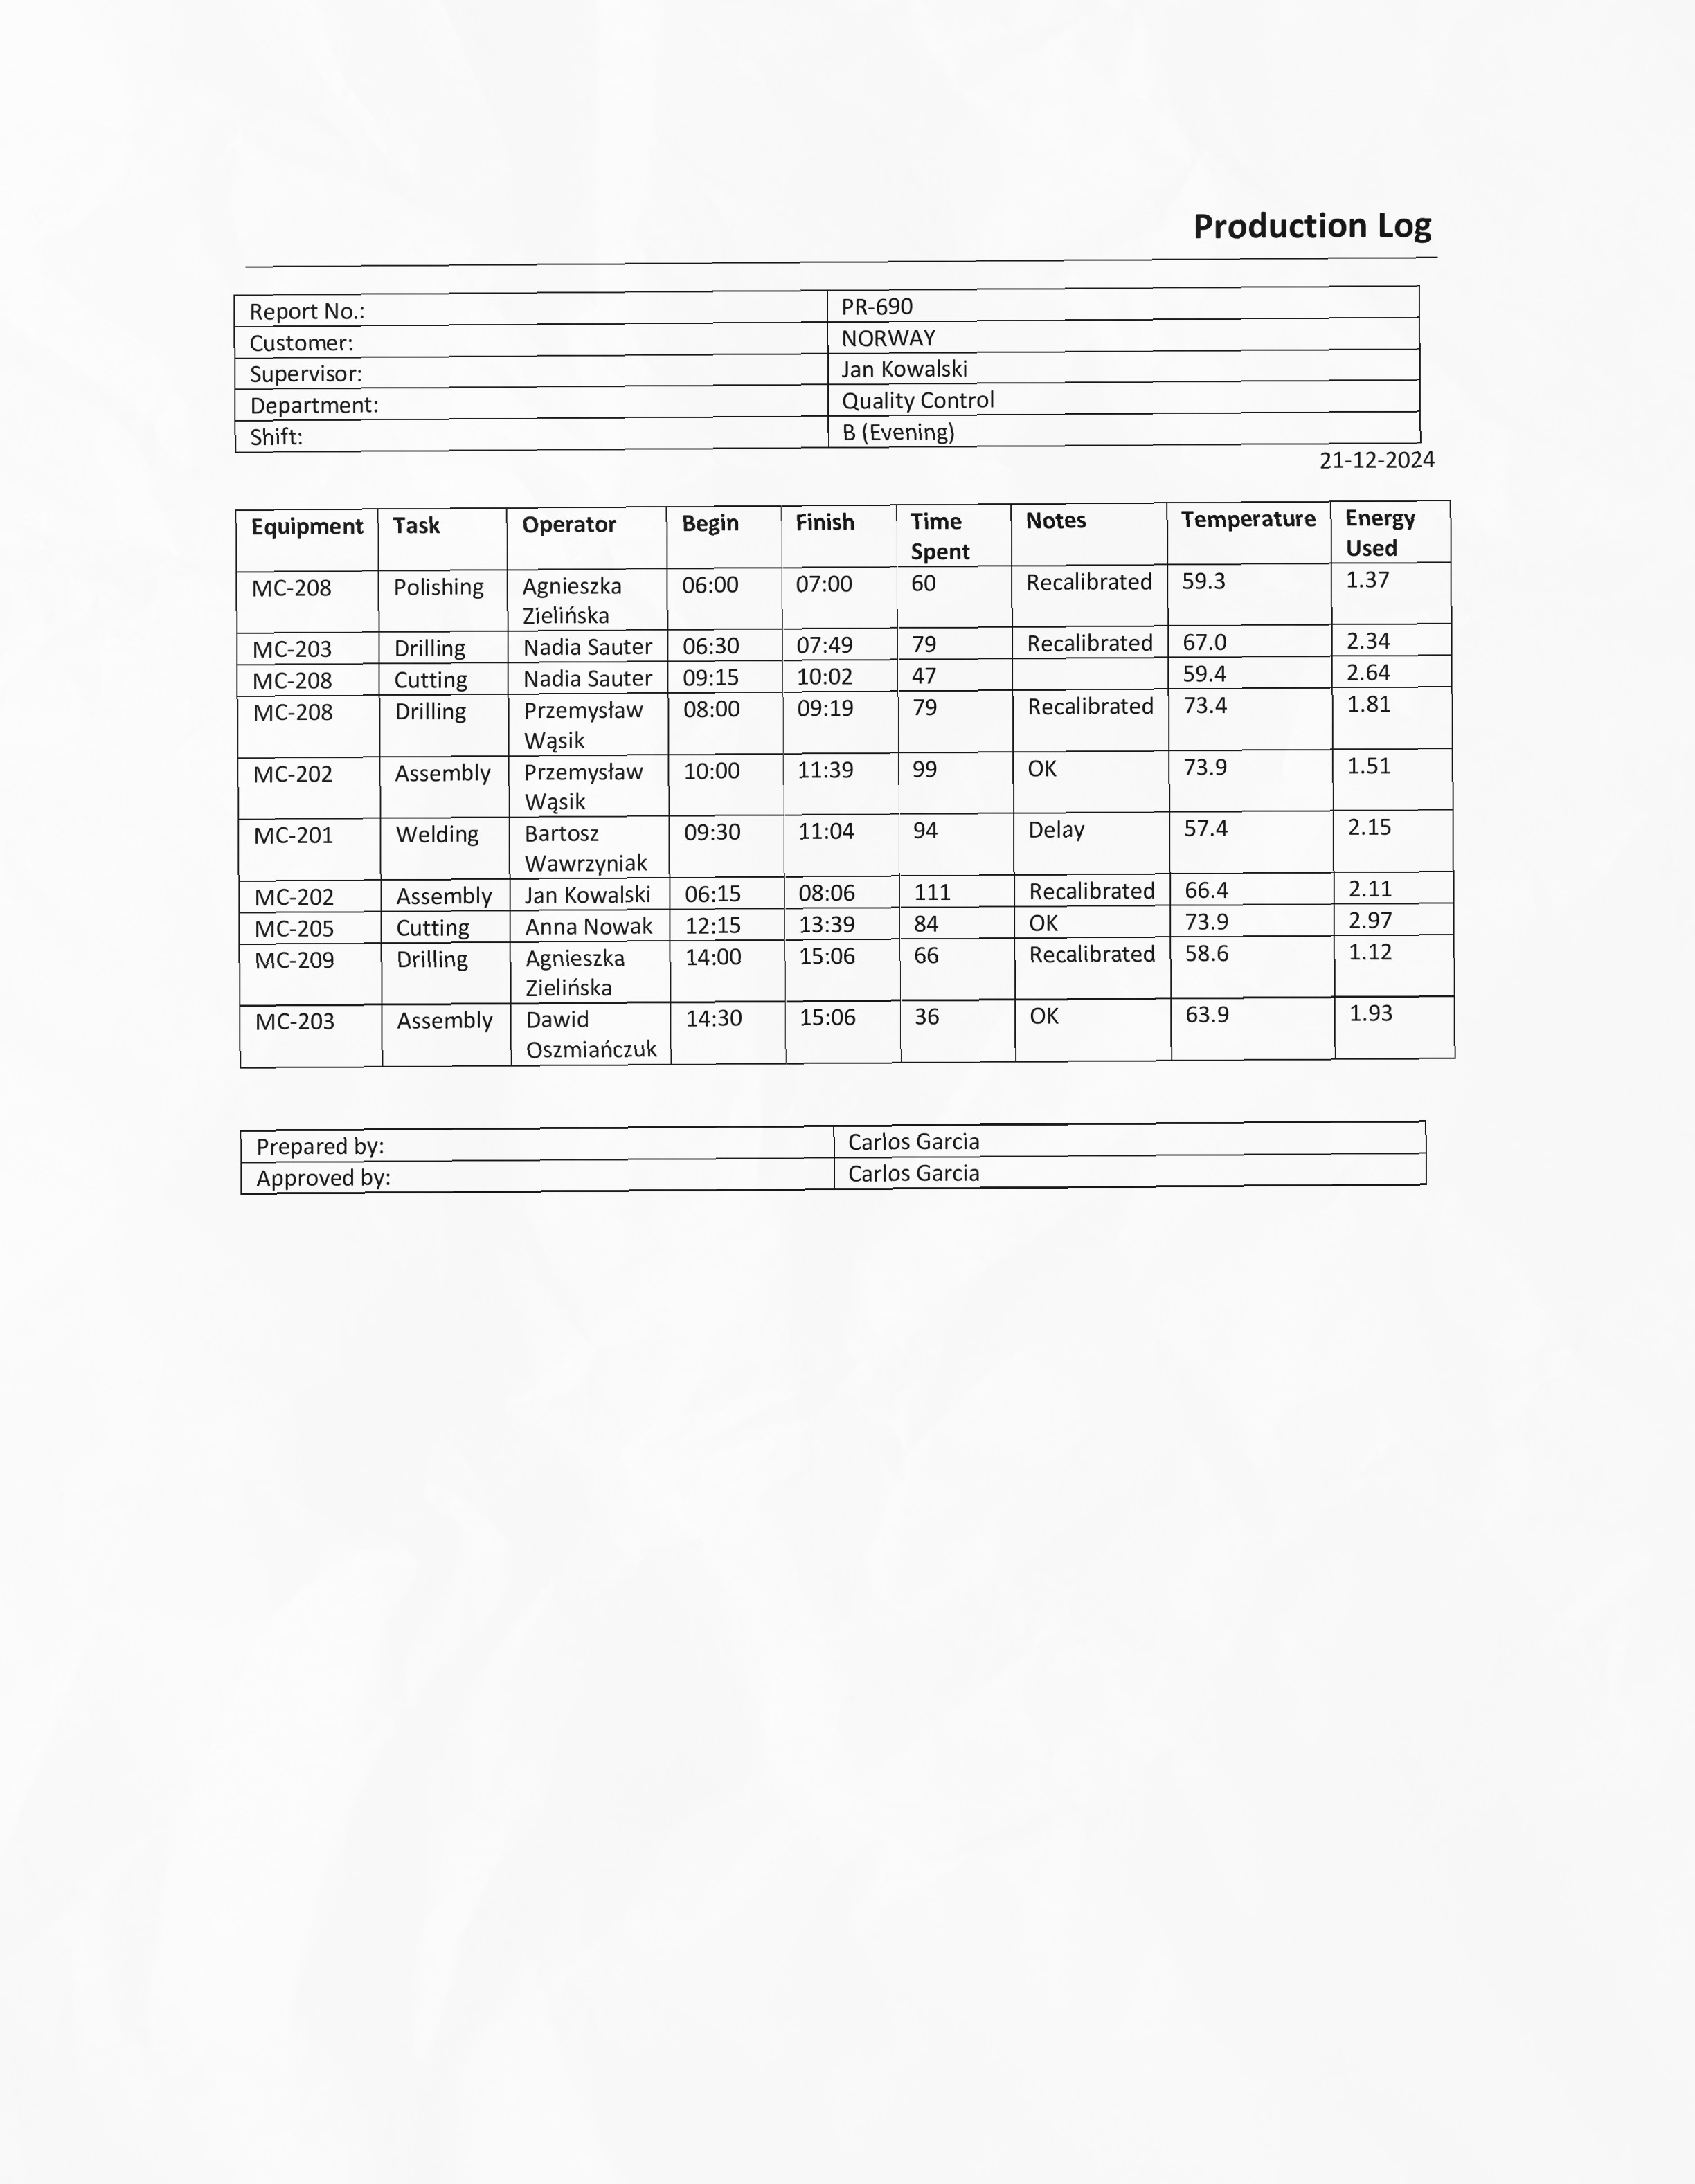 Production Log
Report No.: PR-690
Customer: NORWAY
Supervisor: Jan Kowalski
Department: Quality Control
Shift: B (Evening)
21-12-2024
Equipment Task Operator Begin Finish Time Spent Notes Temperature Energy Used
MC-208 Polishing Agnieszka Zielińska 06:00 07:00 60 Recalibrated 59.3 1.37
MC-203 Drilling Nadia Sauter 06:30 07:49 79 Recalibrated 67.0 2.34
MC-208 Cutting Nadia Sauter 09:15 10:02 47 59.4 2.64
MC-208 Drilling Przemysław Wąsik 08:00 09:19 79 Recalibrated 73.4 1.81
MC-202 Assembly Przemysław Wąsik 10:00 11:39 99 OK 73.9 1.51
MC-201 Welding Bartosz Wawrzyniak 09:30 11:04 94 Delay 57.4 2.15
MC-202 Assembly Jan Kowalski 06:15 08:06 111 Recalibrated 66.4 2.11
MC-205 Cutting Anna Nowak 12:15 13:39 84 OK 73.9 2.97
MC-209 Drilling Agnieszka Zielińska 14:00 15:06 66 Recalibrated 58.6 1.12
MC-203 Assembly Dawid Oszmiańczuk 14:30 15:06 36 OK 63.9 1.93
Prepared by: Carlos Garcia
Approved by: Carlos Garcia